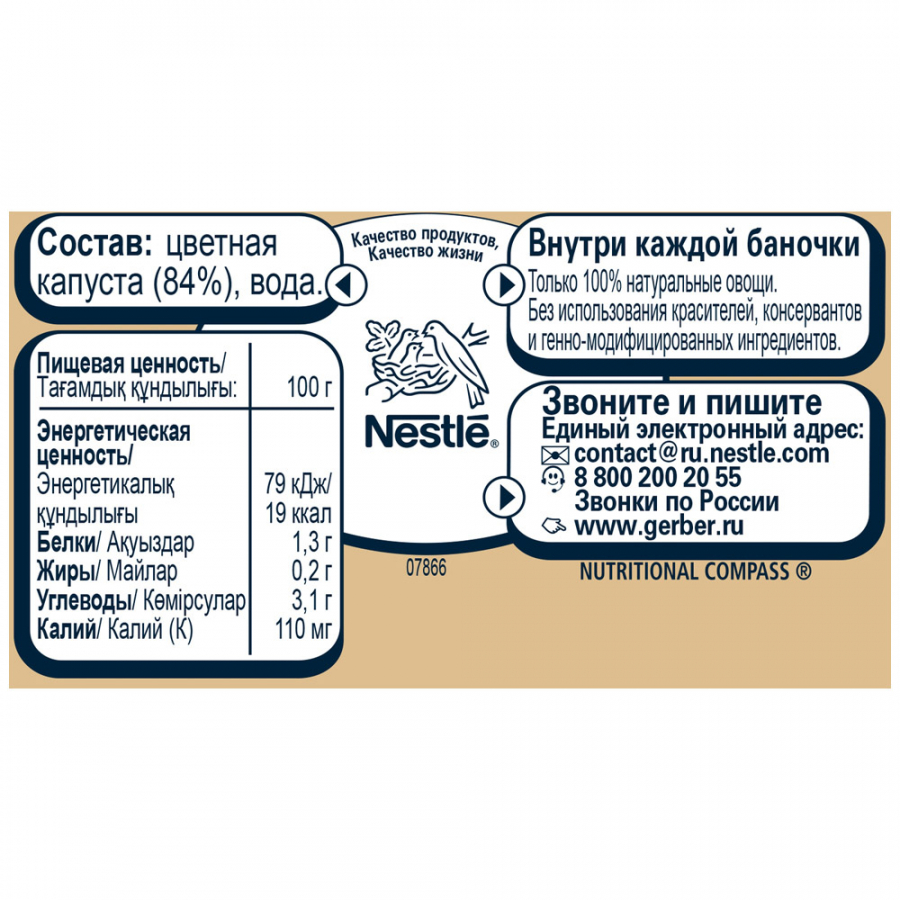 Состав: цветная
капуста (84%), вода.
Пищевая ценность/
Тағамдық құндылығы: 100 г
Энергетическая
ценность/
Энергетикалық 79 кДж/
құндылығы 19 ккал
Белки/ Ақуыздар 1,3 г
Жиры/ Майлар 0,2 г
Углеводы/ Көмірсулар 3,1 г
Калий/ Калий (К) 110 мг
Качество продуктов,
Качество жизни
Nestlé®
07866
Внутри каждой баночки
Только 100% натуральные овощи.
Без использования красителей, консервантов
и генно-модифицированных ингредиентов.
Звоните и пишите
Единый электронный адрес:
contact@ru.nestle.com
8 800 200 20 55
Звонки по России
www.gerber.ru
NUTRITIONAL COMPASS ®